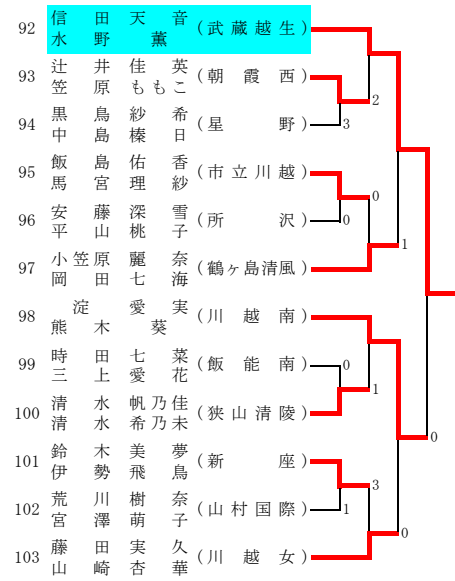 92 信田天音 (武蔵越生)
水野薫
93 辻井佳英 (朝霞西)
笠原ももこ
2
94 黒鳥紗希 (星野)
中島榛日
3
95 飯島佑香 (市立川越)
馬宮理紗
0
96 安藤深雪 (所沢)
平山桃子
0
97 小笠原麗奈 (鶴ヶ島清風)
岡田七海
1
98 淀愛実 (川越南)
熊木葵
99 時田七菜 (飯能南)
三上愛花
0
1
100 清水帆乃佳 (狭山清陵)
清水希乃未
0
101 鈴木美夢 (新座)
伊勢飛鳥
3
102 荒川樹奈 (山村国際)
宮澤萌子
1
0
103 藤田実久 (川越女)
山崎杏華